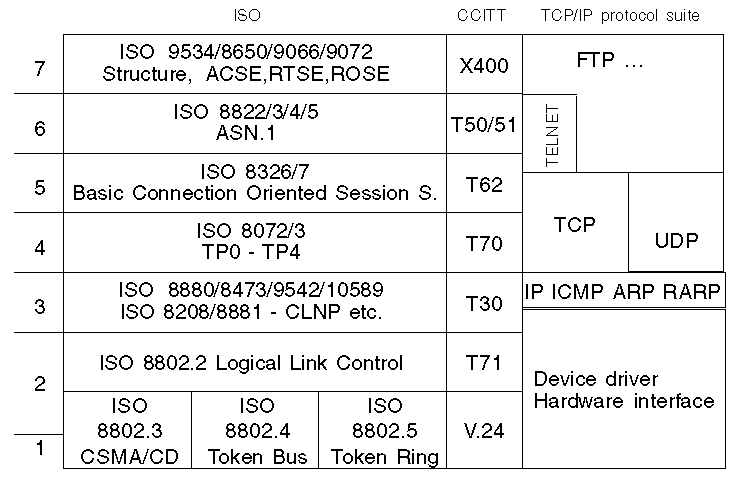 ISO CCITT TCP/IP protocol suite
7
ISO 9534/8650/9066/9072
Structure, ACSE,RTSE,ROSE
X400
FTP ...
6
ISO 8822/3/4/5
ASN.1
T50/51
TELNET
5
ISO 8326/7
Basic Connection Oriented Session S.
T62
4
ISO 8072/3
TP0 - TP4
T70
TCP
UDP
3
ISO 8880/8473/9542/10589
ISO 8208/8881 - CLNP etc.
T30
IP ICMP ARP RARP
2
ISO 8802.2 Logical Link Control
T71
Device driver
Hardware interface
1
ISO
8802.3
CSMA/CD
ISO
8802.4
Token Bus
ISO
8802.5
Token Ring
V.24